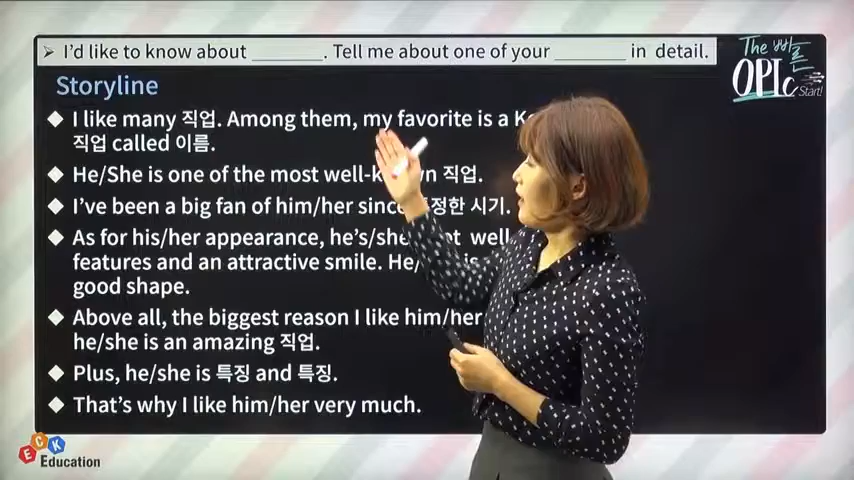 ➢ I'd like to know about _______. Tell me about one of your _______ in detail.
The 빠른
OPIc
Start!
Storyline
◆ I like many 직업. Among them, my favorite is a
직업 called 이름.
◆ He/She is one of the most well- 직업.
◆ I've been a big fan of him/her since 시기.
◆ As for his/her appearance, he's/she well
features and an attractive smile. He/
good shape.
◆ Above all, the biggest reason I like him/her
he/she is an amazing 직업.
◆ Plus, he/she is 특징 and 특징.
◆ That's why I like him/her very much.
ECK
Education